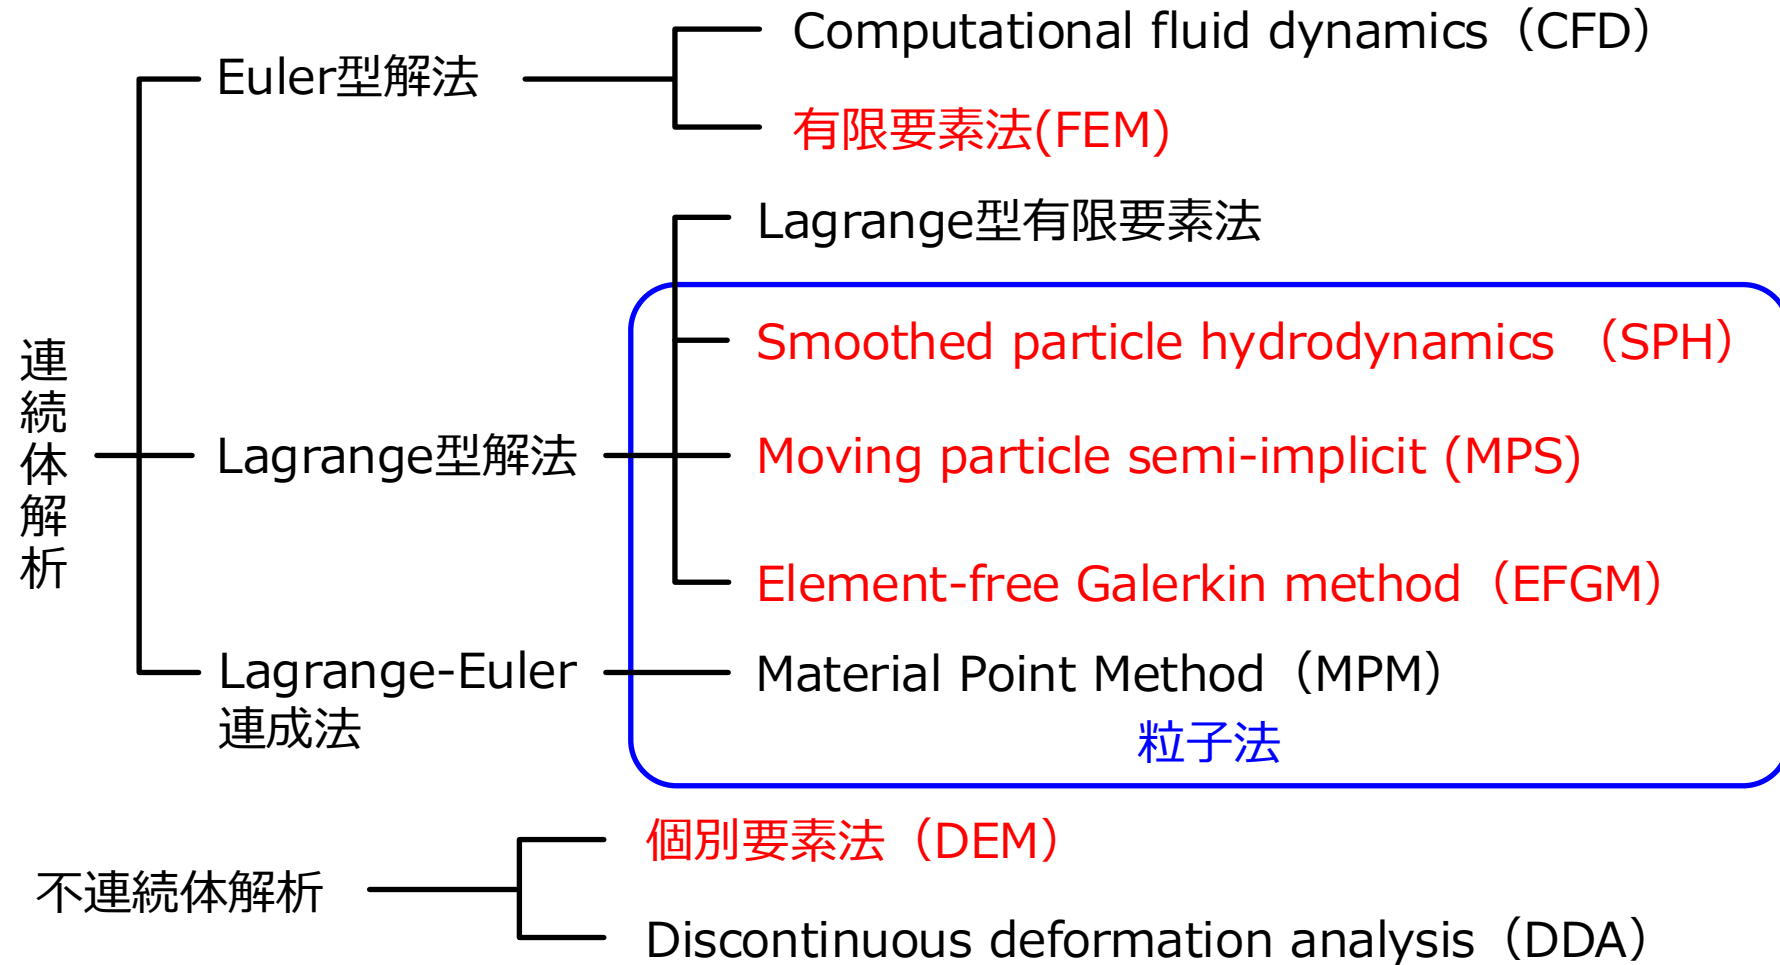 連続体解析
Euler型解法
Computational fluid dynamics（CFD）
有限要素法(FEM)
Lagrange型解法
Lagrange型有限要素法
Smoothed particle hydrodynamics （SPH）
Moving particle semi-implicit (MPS)
Element-free Galerkin method（EFGM）
Lagrange-Euler
連成法
Material Point Method（MPM）
粒子法
不連続体解析
個別要素法（DEM）
Discontinuous deformation analysis（DDA）